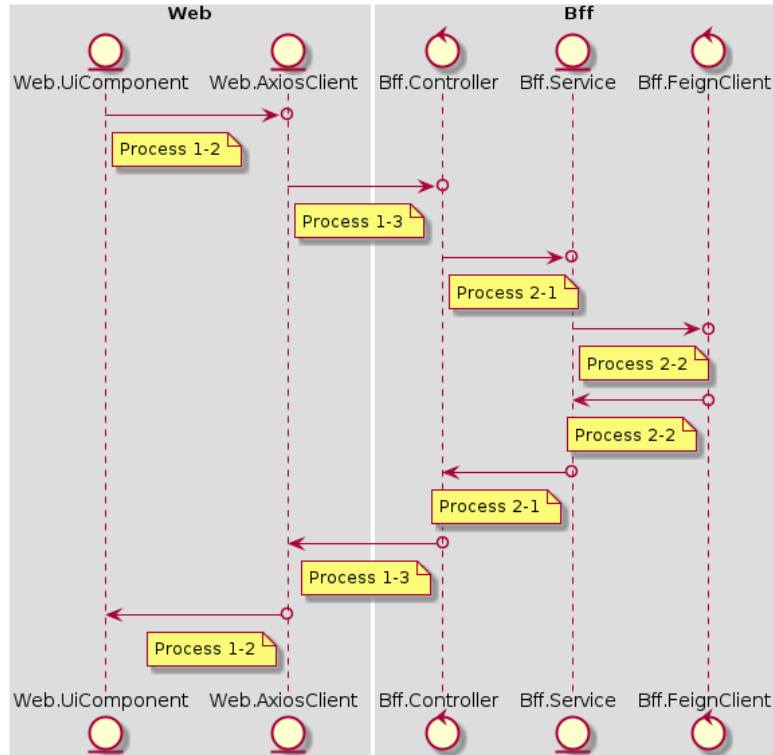 Web
Bff
Web.UiComponent
Web.AxiosClient
Bff.Controller
Bff.Service
Bff.FeignClient
Process 1-2
Process 1-3
Process 2-1
Process 2-2
Process 2-2
Process 2-1
Process 1-3
Process 1-2
Web.UiComponent
Web.AxiosClient
Bff.Controller
Bff.Service
Bff.FeignClient